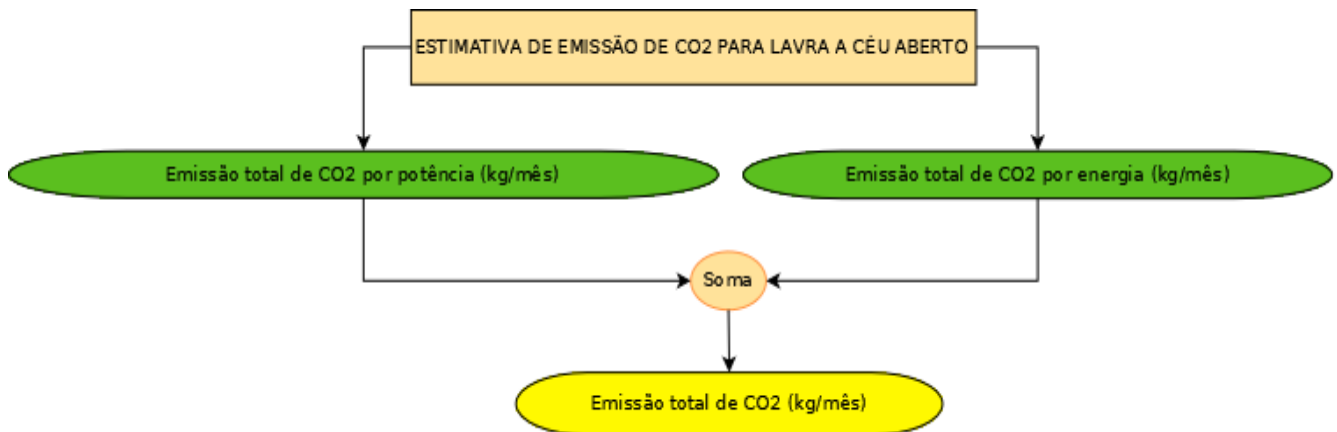 ESTIMATIVA DE EMISSÃO DE CO2 PARA LAVRA A CÉU ABERTO
Emissão total de CO2 por potência (kg/mês)
Emissão total de CO2 por energia (kg/mês)
Soma
Emissão total de CO2 (kg/mês)